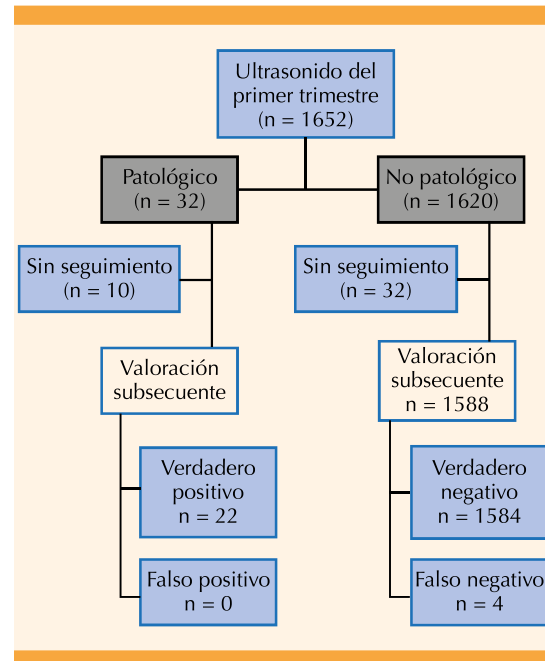 Ultrasonido del
primer trimestre
(n = 1652)
Patológico
(n = 32)
No patológico
(n = 1620)
Sin seguimiento
(n = 10)
Sin seguimiento
(n = 32)
Valoración
subsecuente
Valoración
subsecuente
n = 1588
Verdadero
positivo
n = 22
Verdadero
negativo
n = 1584
Falso positivo
n = 0
Falso negativo
n = 4